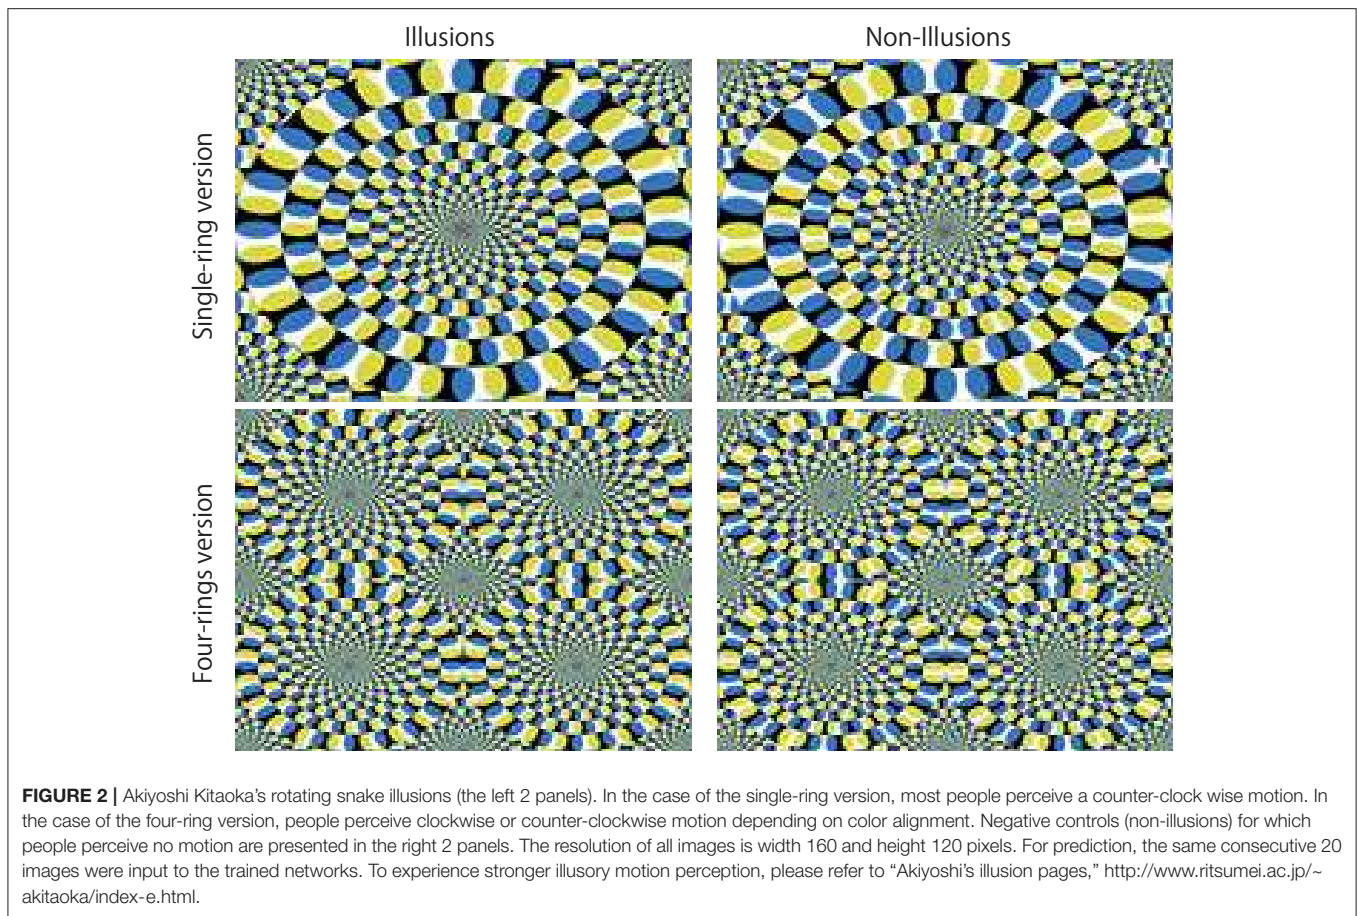 Illusions
Non-Illusions
Single-ring version
Four-rings version
FIGURE 2 | Akiyoshi Kitaoka's rotating snake illusions (the left 2 panels). In the case of the single-ring version, most people perceive a counter-clock wise motion. In
the case of the four-ring version, people perceive clockwise or counter-clockwise motion depending on color alignment. Negative controls (non-illusions) for which
people perceive no motion are presented in the right 2 panels. The resolution of all images is width 160 and height 120 pixels. For prediction, the same consecutive 20
images were input to the trained networks. To experience stronger illusory motion perception, please refer to “Akiyoshi's illusion pages,” http://www.ritsumei.ac.jp/~
akitaoka/index-e.html.